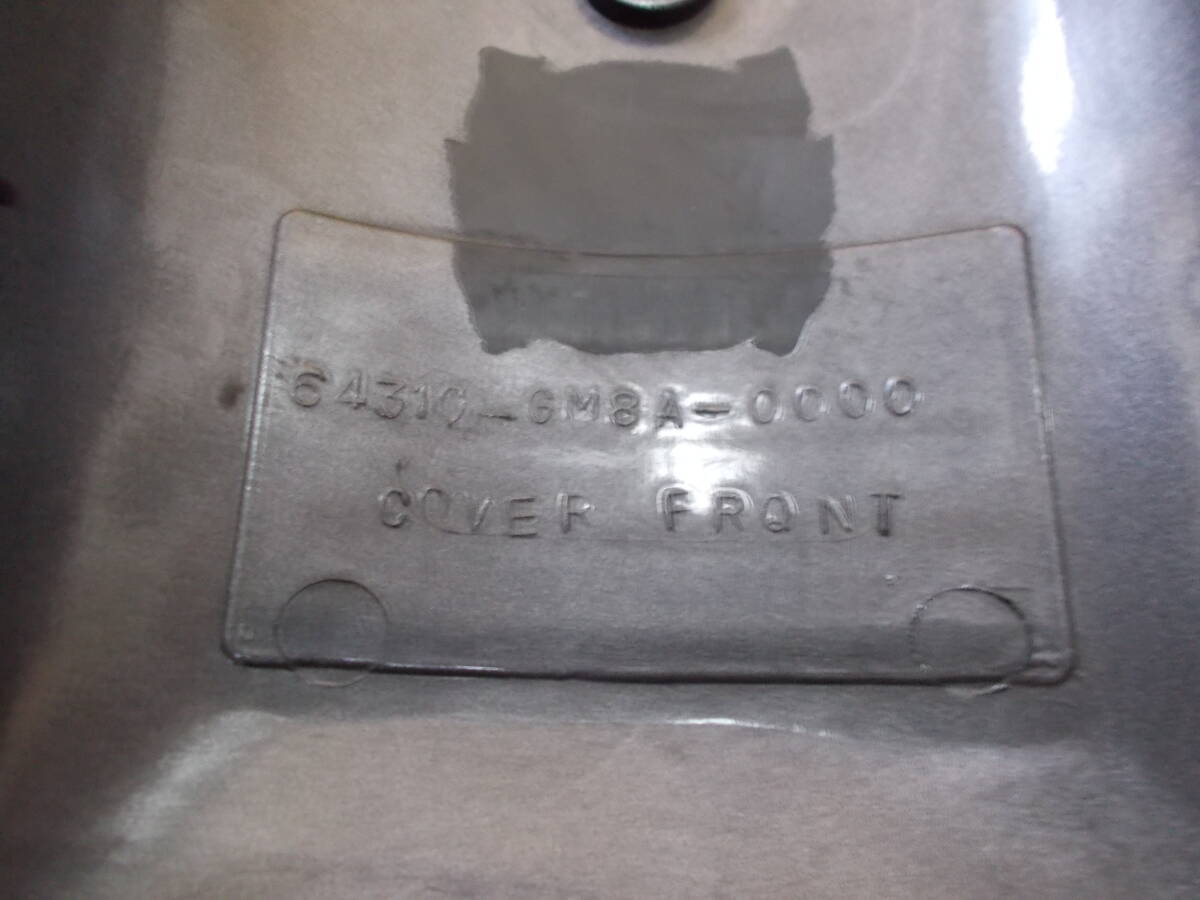 64310-GM8A-0000
COVER FRONT